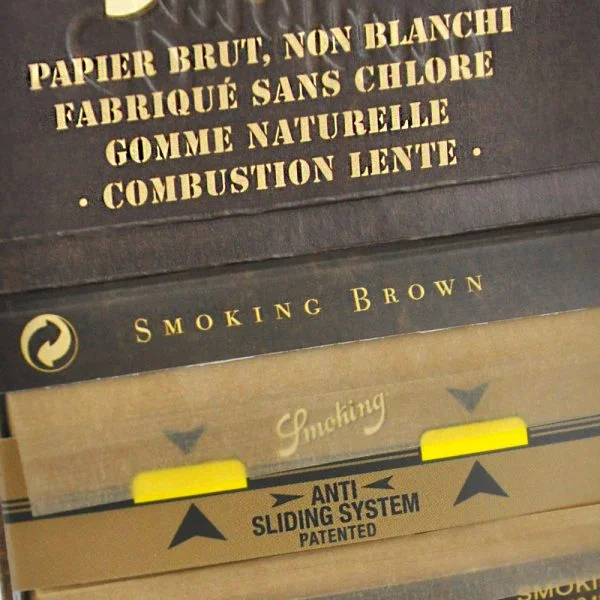 PAPIER BRUT, NON BLANCHI
FABRIQUÉ SANS CHLORE
GOMME NATURELLE
· COMBUSTION LENTE ·
SMOKING BROWN
Smoking
ANTI
SLIDING SYSTEM
PATENTED